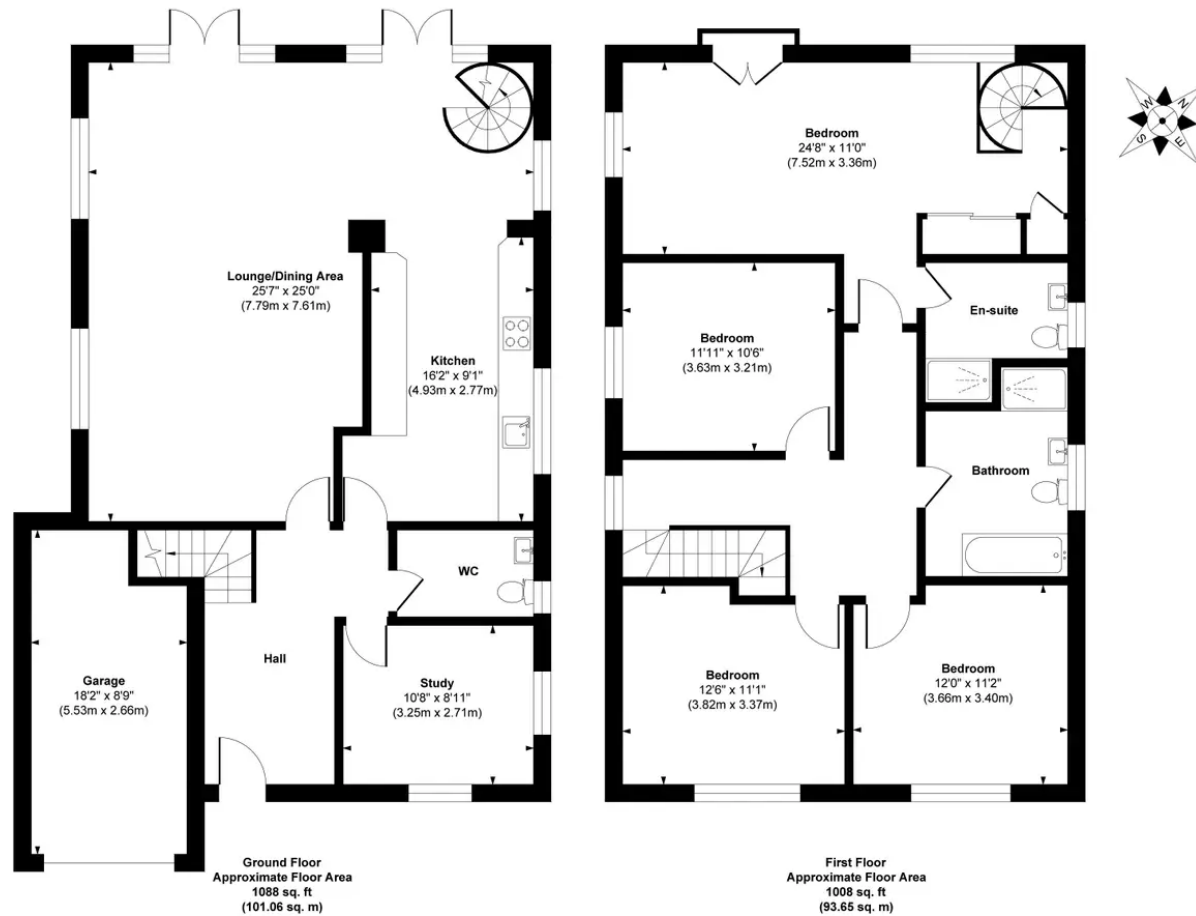 Lounge/Dining Area
25'7" x 25'0"
(7.79m x 7.61m)
Kitchen
16'2" x 9'1"
(4.93m x 2.77m)
WC
Hall
Garage
18'2" x 8'9"
(5.53m x 2.66m)
Study
10'8" x 8'11"
(3.25m x 2.71m)
Ground Floor
Approximate Floor Area
1088 sq. ft
(101.06 sq. m)
Bedroom
24'8" x 11'0"
(7.52m x 3.36m)
Bedroom
11'11" x 10'6"
(3.63m x 3.21m)
En-suite
Bathroom
Bedroom
12'6" x 11'1"
(3.82m x 3.37m)
Bedroom
12'0" x 11'2"
(3.66m x 3.40m)
First Floor
Approximate Floor Area
1008 sq. ft
(93.65 sq. m)
W
N
S
E